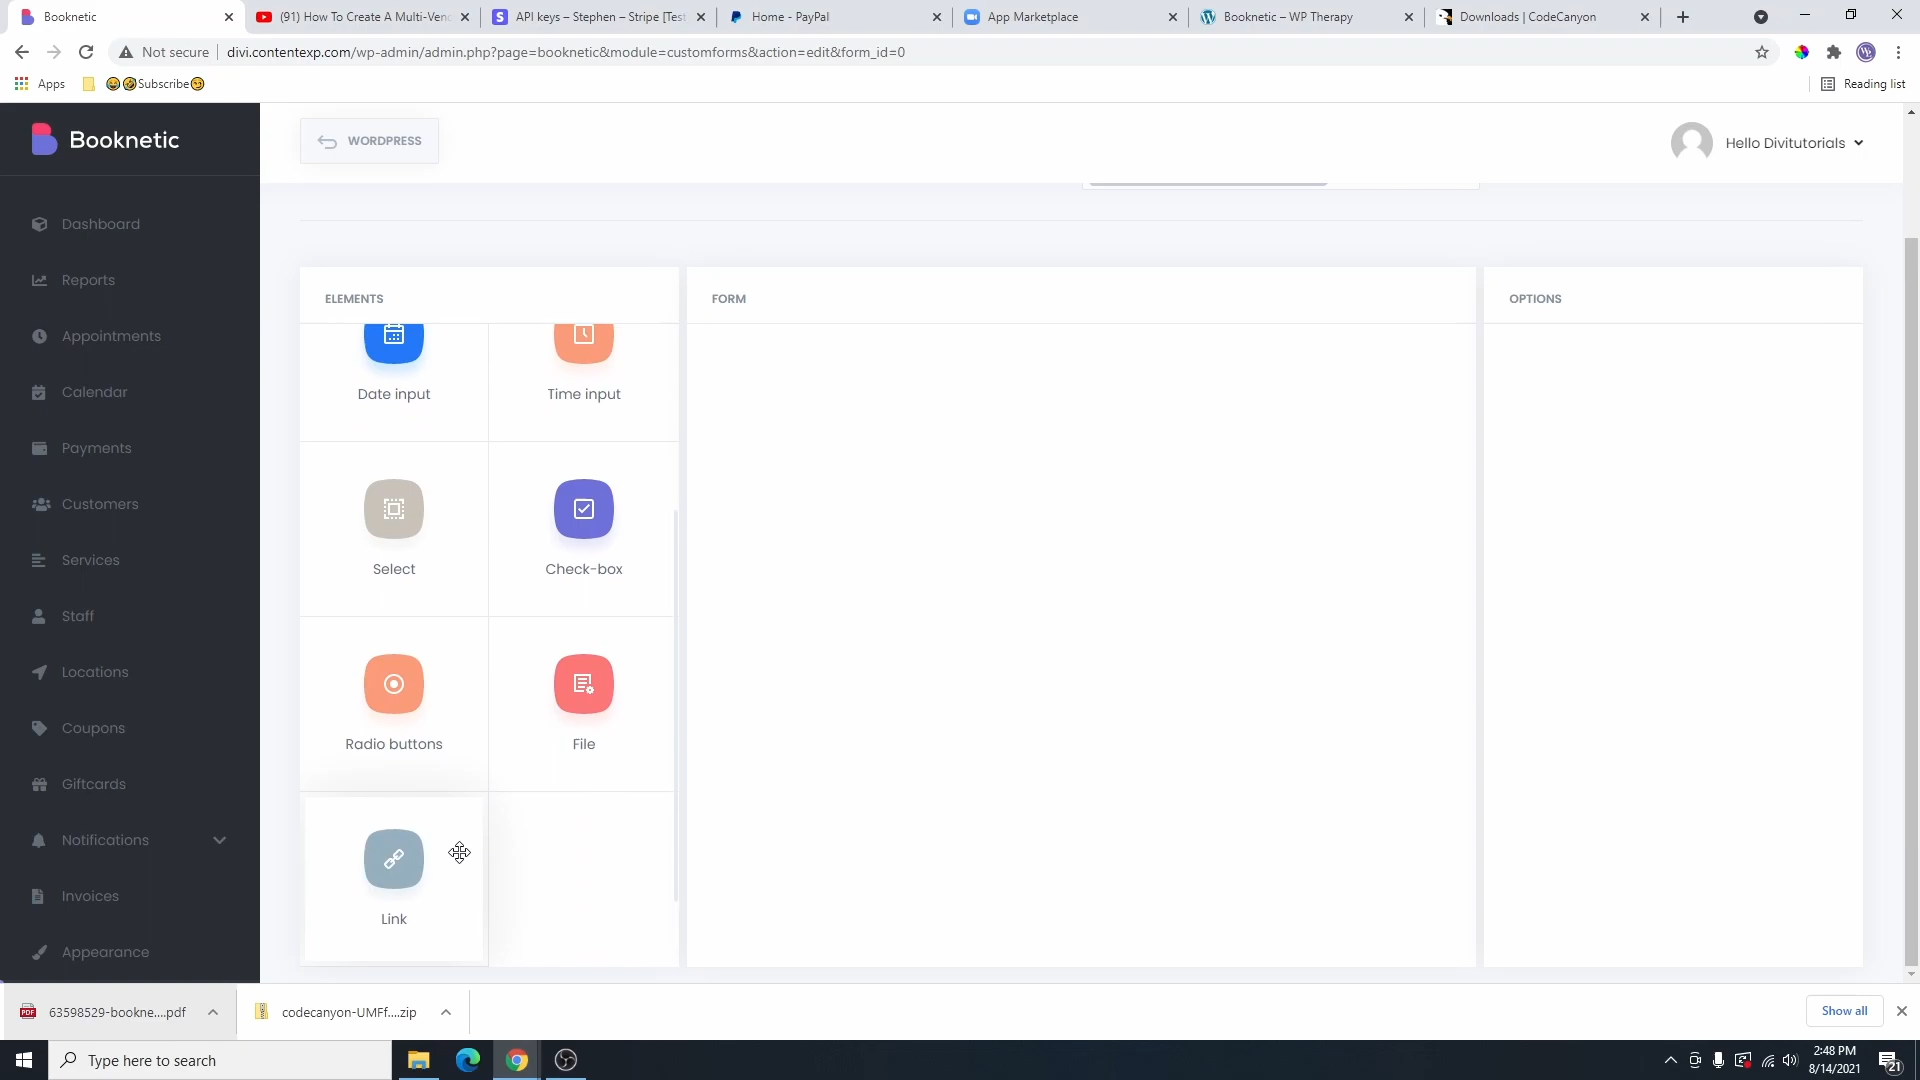 Booknetic
(91) How To Create A Multi-Venc
API keys – Stephen – Stripe [Test
Home - PayPal
App Marketplace
Booknetic – WP Therapy
Downloads | CodeCanyon
Not secure
divi.contentexp.com/wp-admin/admin.php?page=booknetic&module=customforms&action=edit&form_id=0
Apps
😂🤣Subscribe😏
Reading list
Booknetic
WORDPRESS
Hello Divitutorials
Dashboard
Reports
Appointments
Calendar
Payments
Customers
Services
Staff
Locations
Coupons
Giftcards
Notifications
Invoices
Appearance
ELEMENTS
FORM
OPTIONS
Date input
Time input
Select
Check-box
Radio buttons
File
Link
63598529-bookne....pdf
codecanyon-UMFf....zip
Show all
Type here to search
2:48 PM
8/14/2021
21